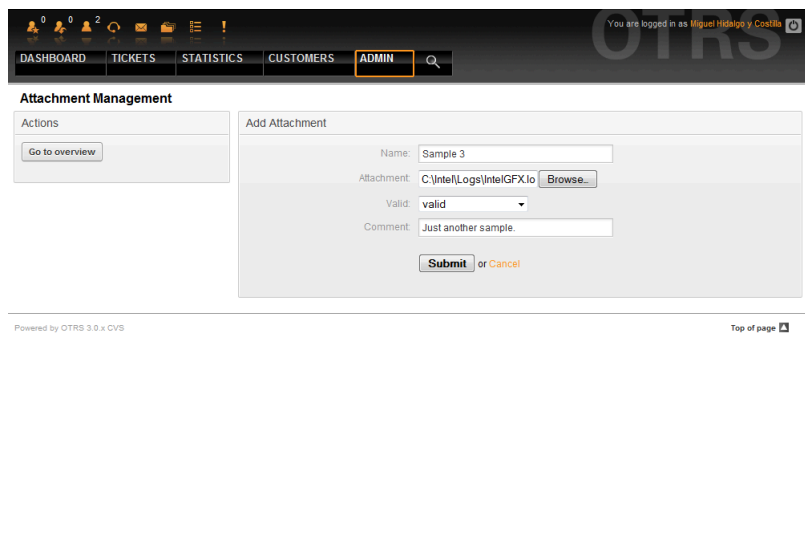 0 0 2
You are logged in as Miguel Hidalgo y Costilla
OTRS
DASHBOARD TICKETS STATISTICS CUSTOMERS ADMIN
Attachment Management
Actions
Go to overview
Add Attachment
Name: Sample 3
Attachment: C:\Intel\Logs\IntelGFX.lo Browse..
Valid: valid
Comment: Just another sample.
Submit or Cancel
Powered by OTRS 3.0.x CVS
Top of page